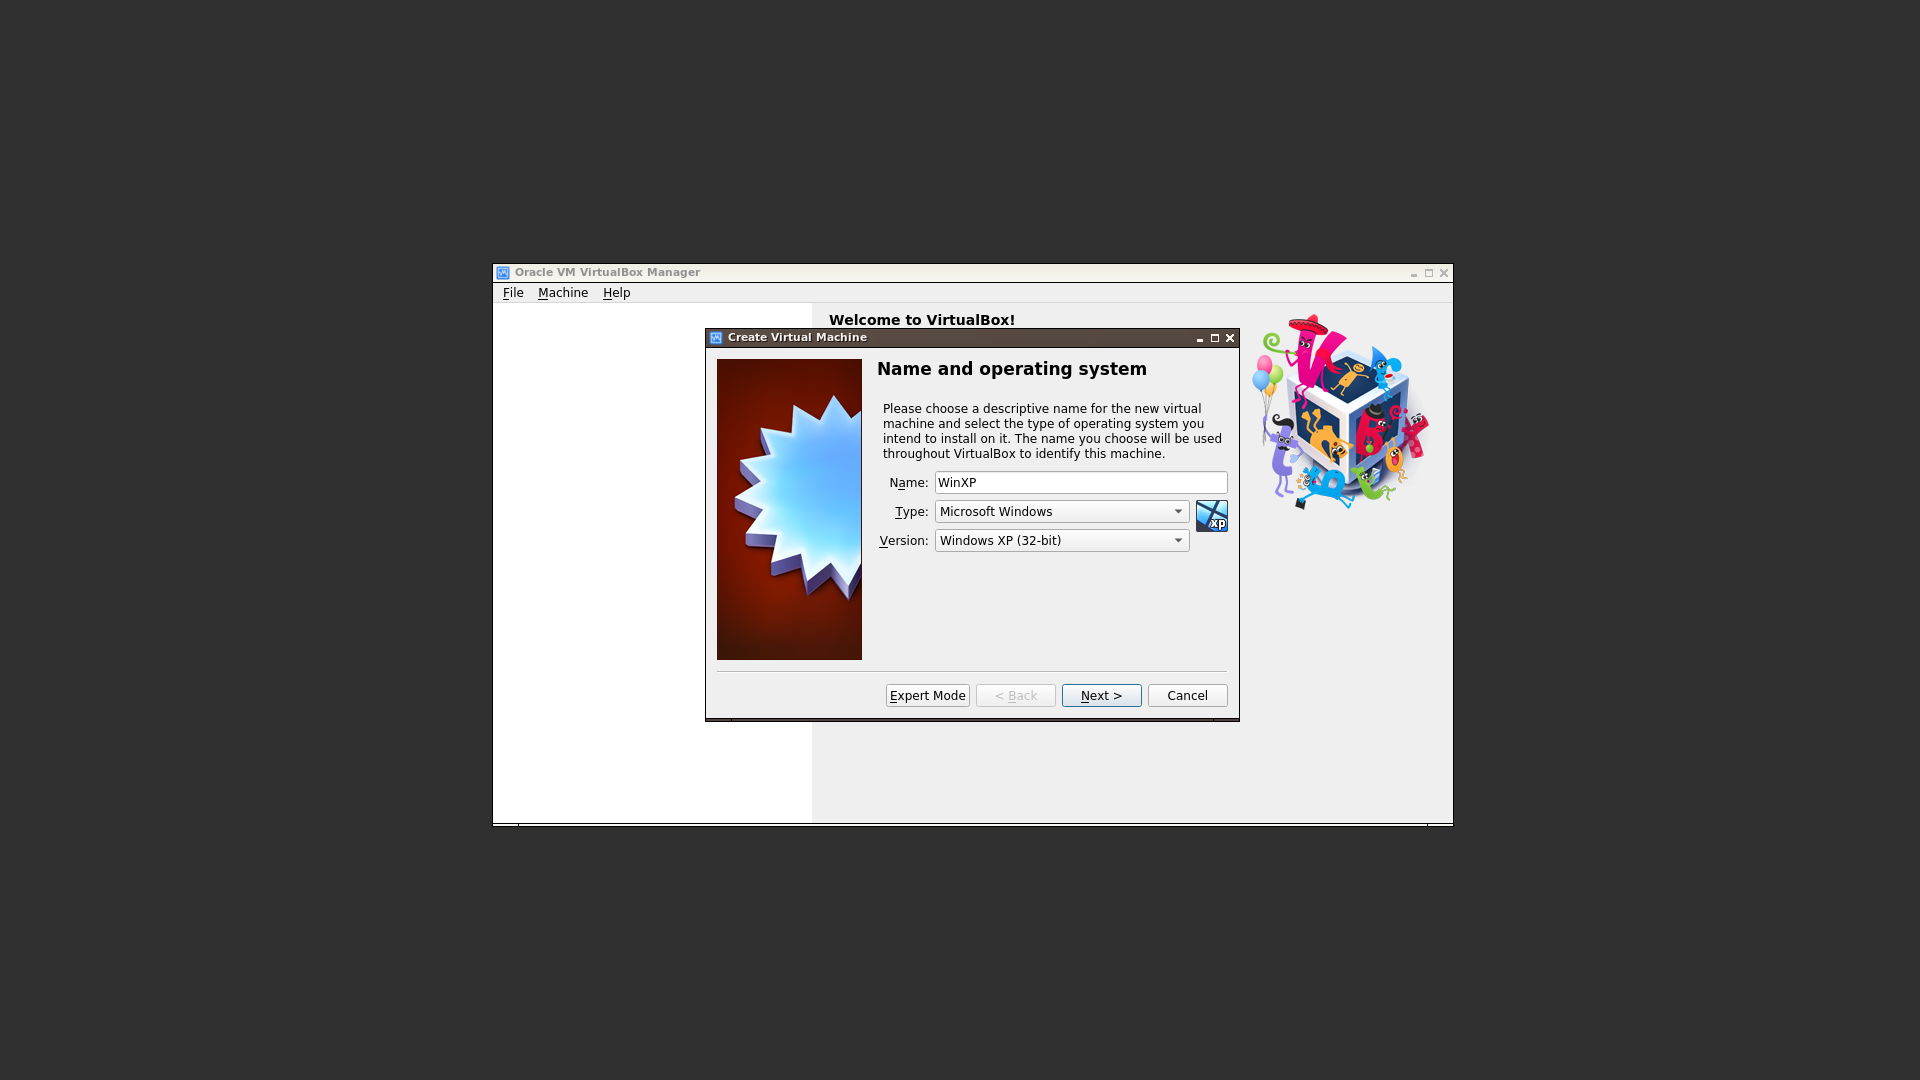 Oracle VM VirtualBox Manager
File Machine Help
Welcome to VirtualBox!
Create Virtual Machine
Name and operating system
Please choose a descriptive name for the new virtual
machine and select the type of operating system you
intend to install on it. The name you choose will be used
throughout VirtualBox to identify this machine.
Name: WinXP
Type: Microsoft Windows
xp
Version: Windows XP (32-bit)
Expert Mode < Back Next > Cancel